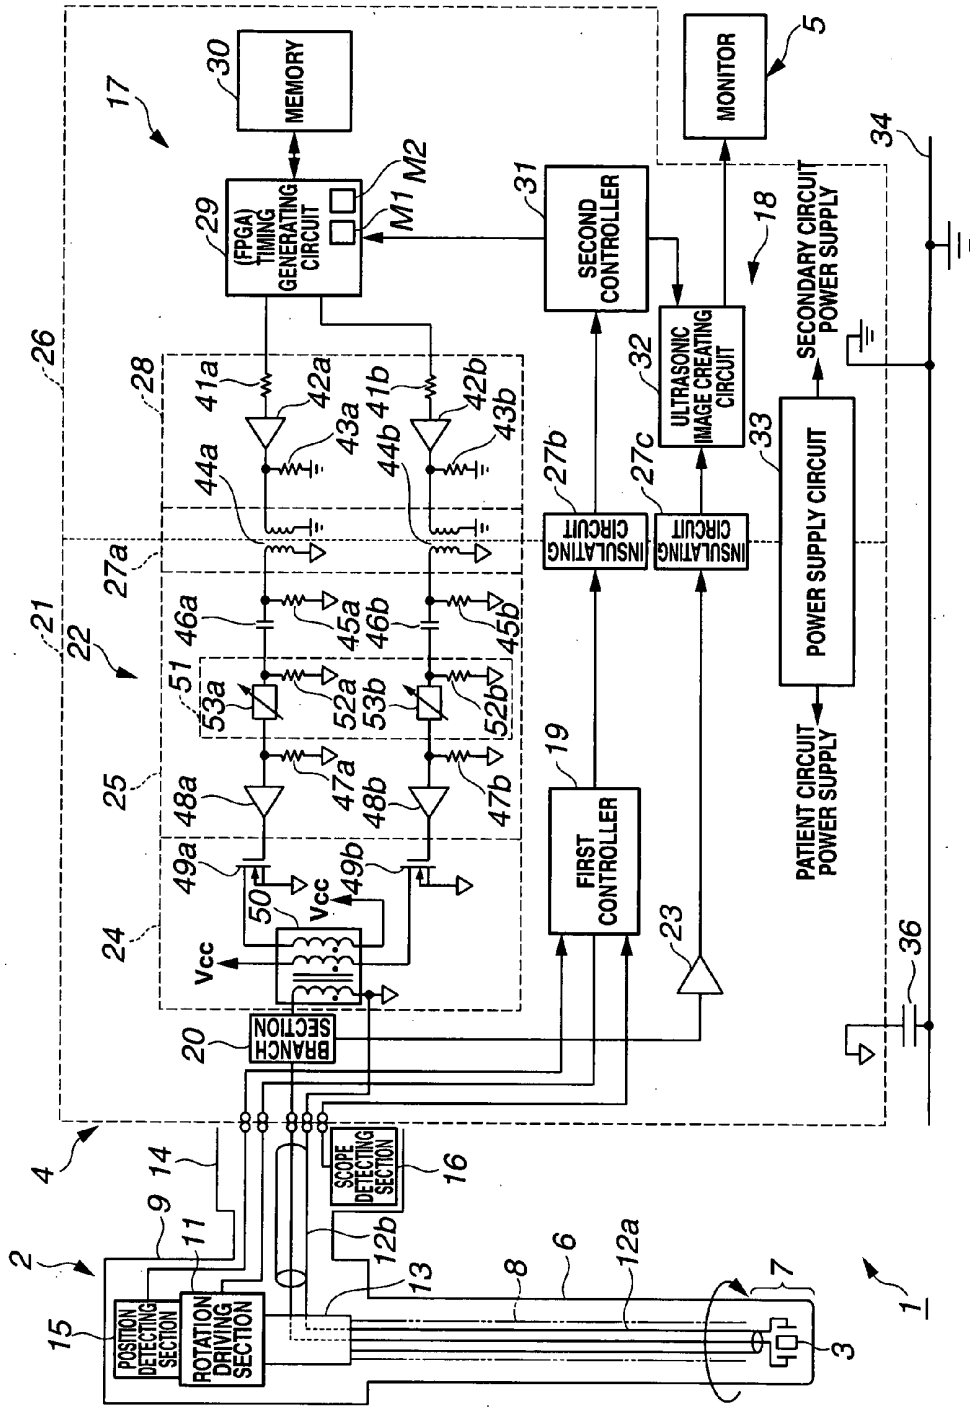 26
30
17
MEMORY
29
(FPGA)
TIMING
GENERATING
CIRCUIT
M1
M2
31
SECOND
CONTROLLER
MONITOR
5
34
28
41a
42a
43a
44a
41b
42b
43b
44b
27b
INSULATING
CIRCUIT
27c
INSULATING
CIRCUIT
32
ULTRASONIC
IMAGE CREATING
CIRCUIT
18
33
POWER SUPPLY CIRCUIT
SECONDARY CIRCUIT
POWER SUPPLY
PATIENT CIRCUIT
POWER SUPPLY
21
22
27a
46a
45a
46b
45b
51
53a
52a
53b
52b
25
48a
47a
48b
47b
19
FIRST
CONTROLLER
23
36
24
49a
50
49b
Vcc
Vcc
20
BRANCH
SECTION
4
14
16
SCOPE
DETECTING
SECTION
2
9
11
15
POSITION
DETECTING
SECTION
ROTATION
DRIVING
SECTION
12b
13
8
6
12a
7
3
1